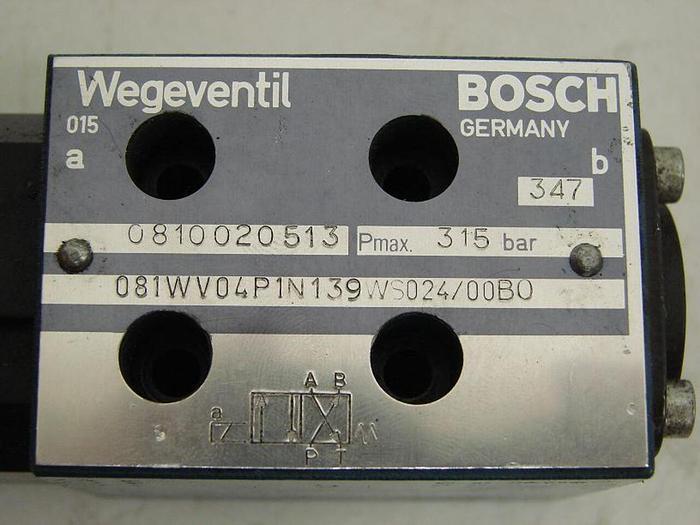 Wegeventil BOSCH
015 GERMANY
a b
347
0810020513 Pmax. 315 bar
081WV04P1N139WS024/00B0
A B
a
P T